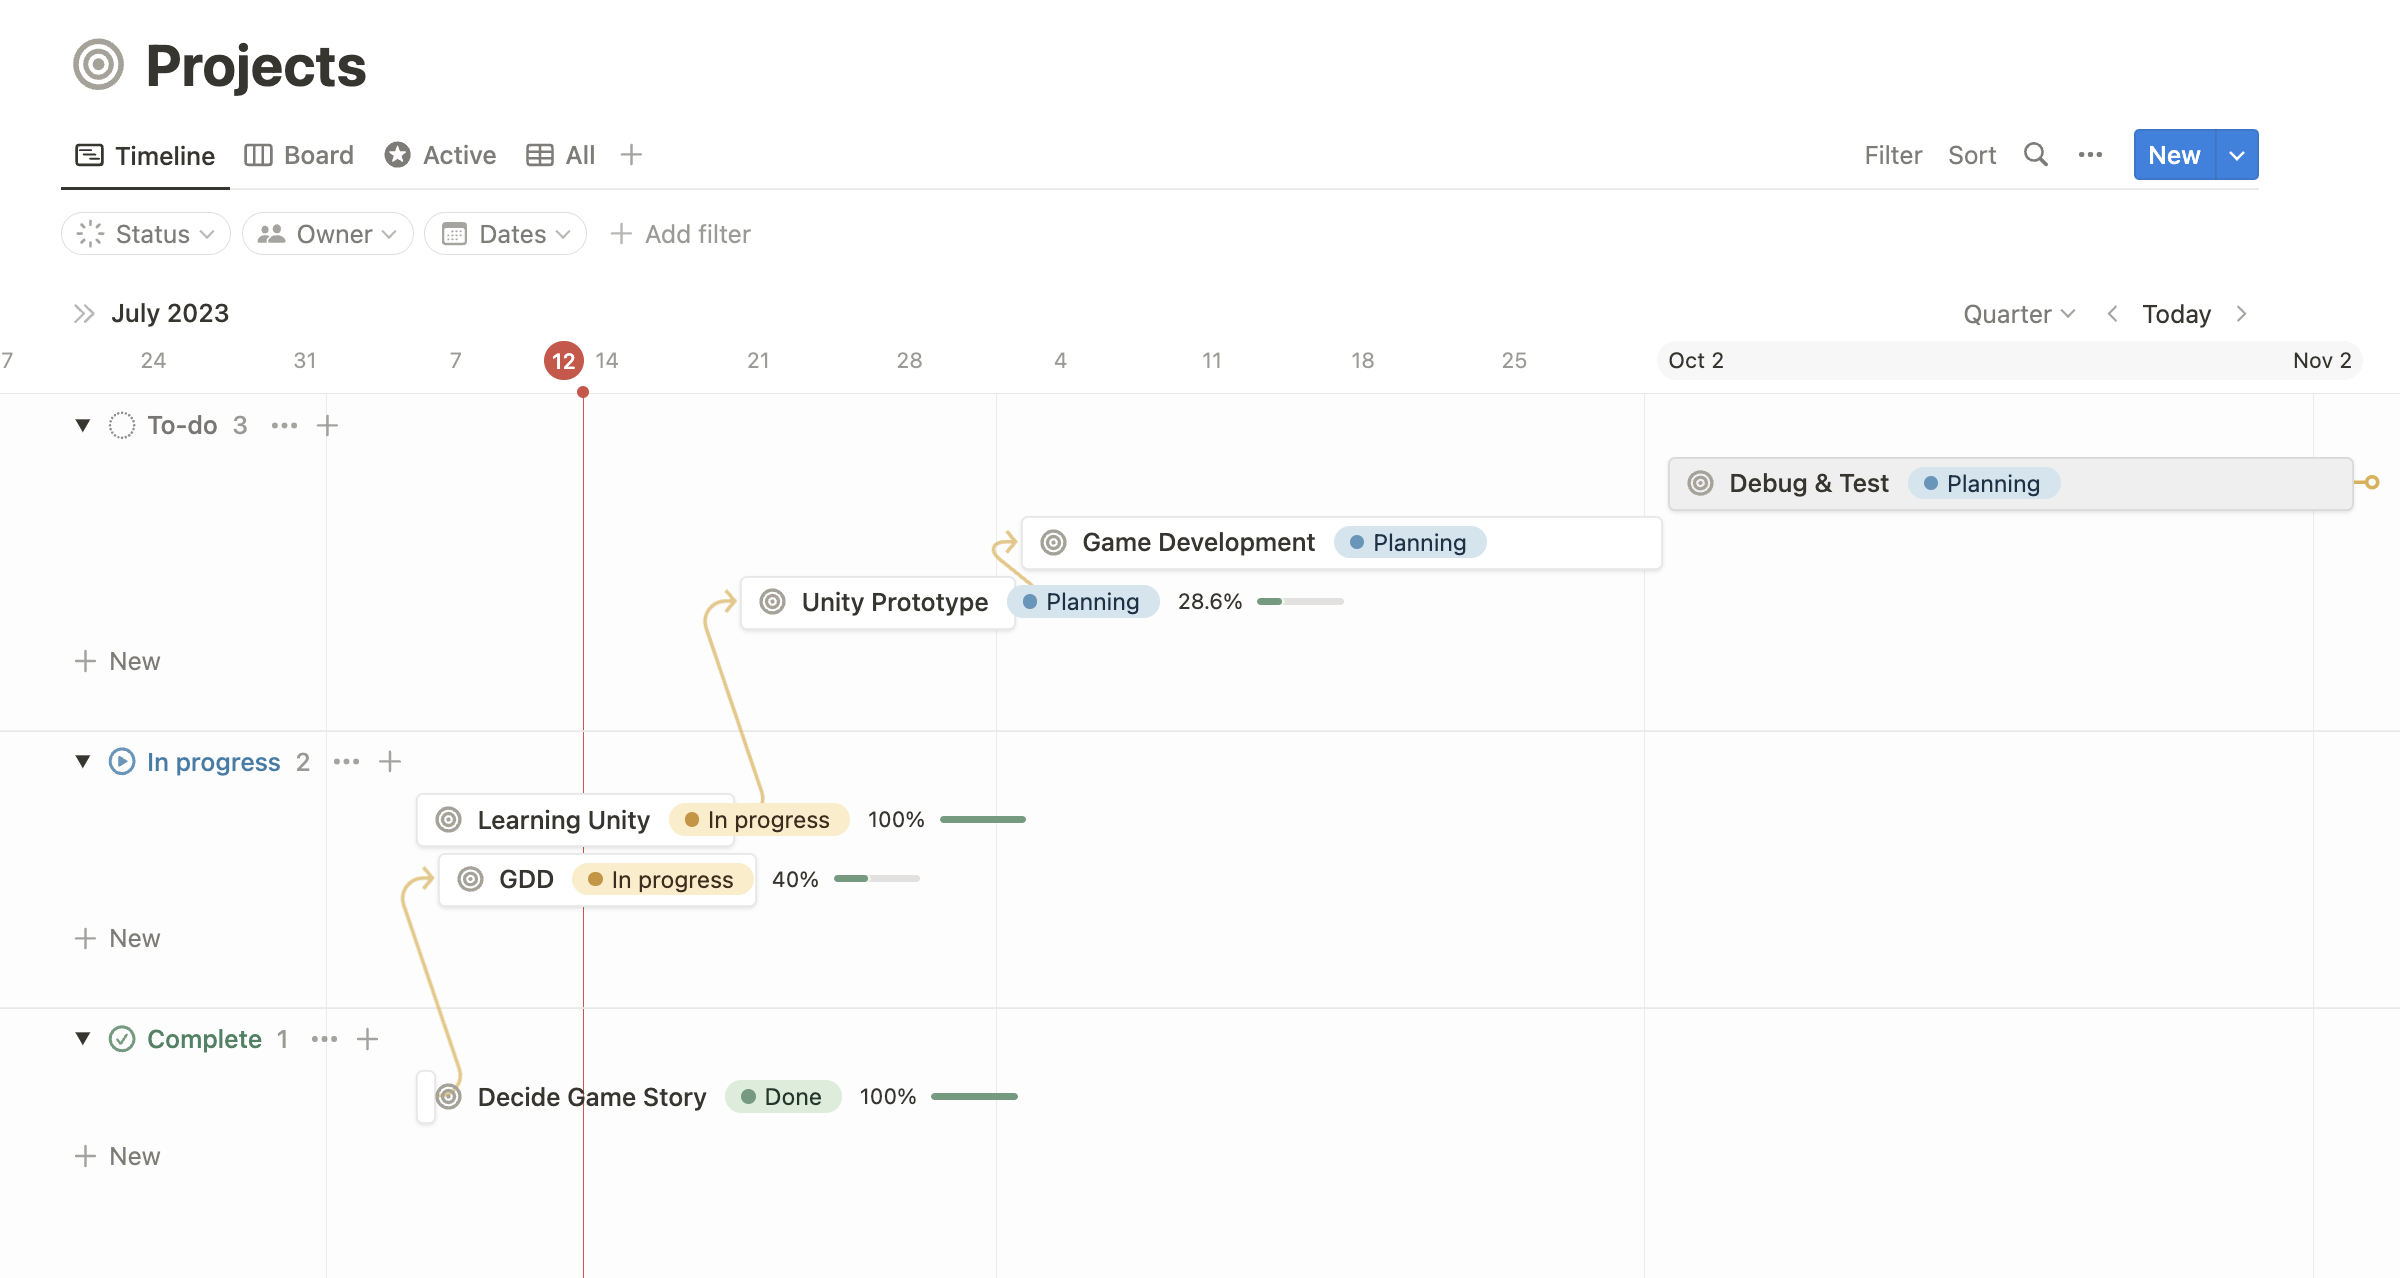 Projects
Timeline Board Active All Filter Sort New
Status Owner Dates Add filter
July 2023 Quarter Today
7 24 31 7 12 14 21 28 4 11 18 25 Oct 2 Nov 2
To-do 3
Debug & Test Planning
Game Development Planning
Unity Prototype Planning 28.6%
New
In progress 2
Learning Unity In progress 100%
GDD In progress 40%
New
Complete 1
Decide Game Story Done 100%
New